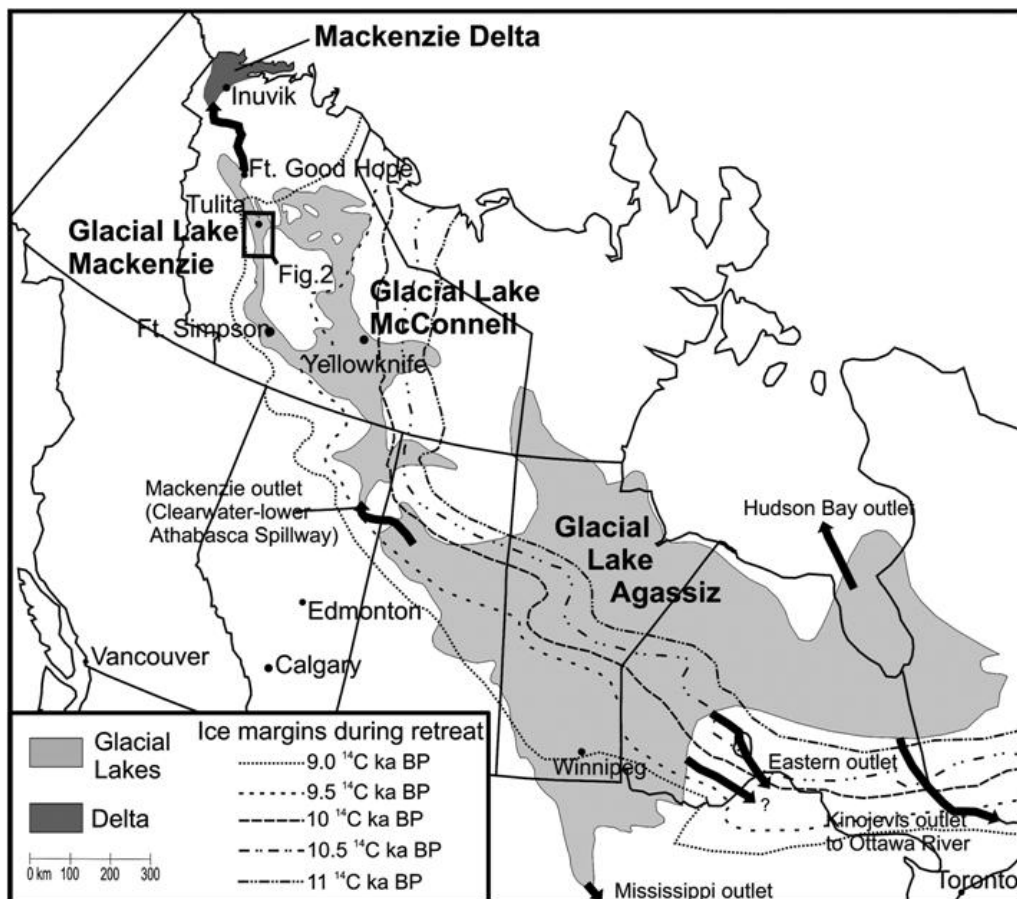 Mackenzie Delta
Inuvik
Ft. Good Hope
Tulita
Glacial Lake
Mackenzie
Fig.2
Glacial Lake
McConnell
Ft. Simpson
Yellowknife
Mackenzie outlet
(Clearwater-lower
Athabasca Spillway)
Hudson Bay outlet
Glacial
Lake
Agassiz
Edmonton
Vancouver
Calgary
Winnipeg
Eastern outlet
?
Kinojevis outlet
to Ottawa River
Toronto
Mississippi outlet
Glacial
Lakes
Delta
0 km 100 200 300
Ice margins during retreat
9.0 ¹⁴C ka BP
9.5 ¹⁴C ka BP
10 ¹⁴C ka BP
10.5 ¹⁴C ka BP
11 ¹⁴C ka BP